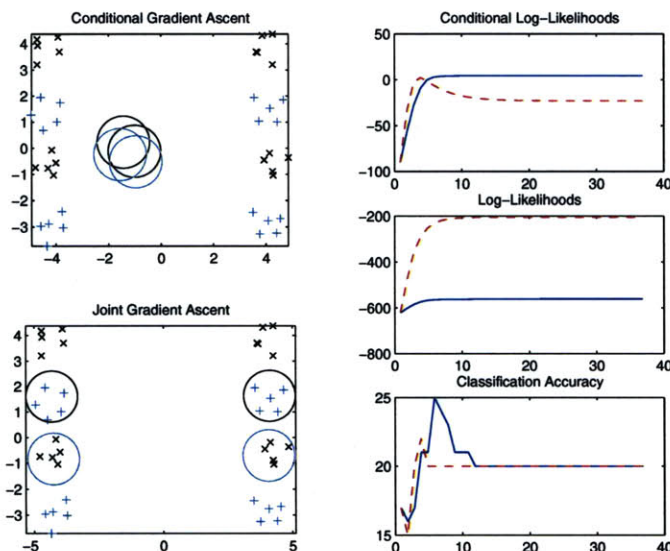 Conditional Gradient Ascent
4
3
2
1
0
−1
−2
−3
−4 −2 0 2 4
Joint Gradient Ascent
4
3
2
1
0
−1
−2
−3
−5 0 5
Conditional Log−Likelihoods
50
0
−50
−100
0 10 20 30 40
Log−Likelihoods
−200
−400
−600
−800
0 10 20 30 40
Classification Accuracy
25
20
15
0 10 20 30 40